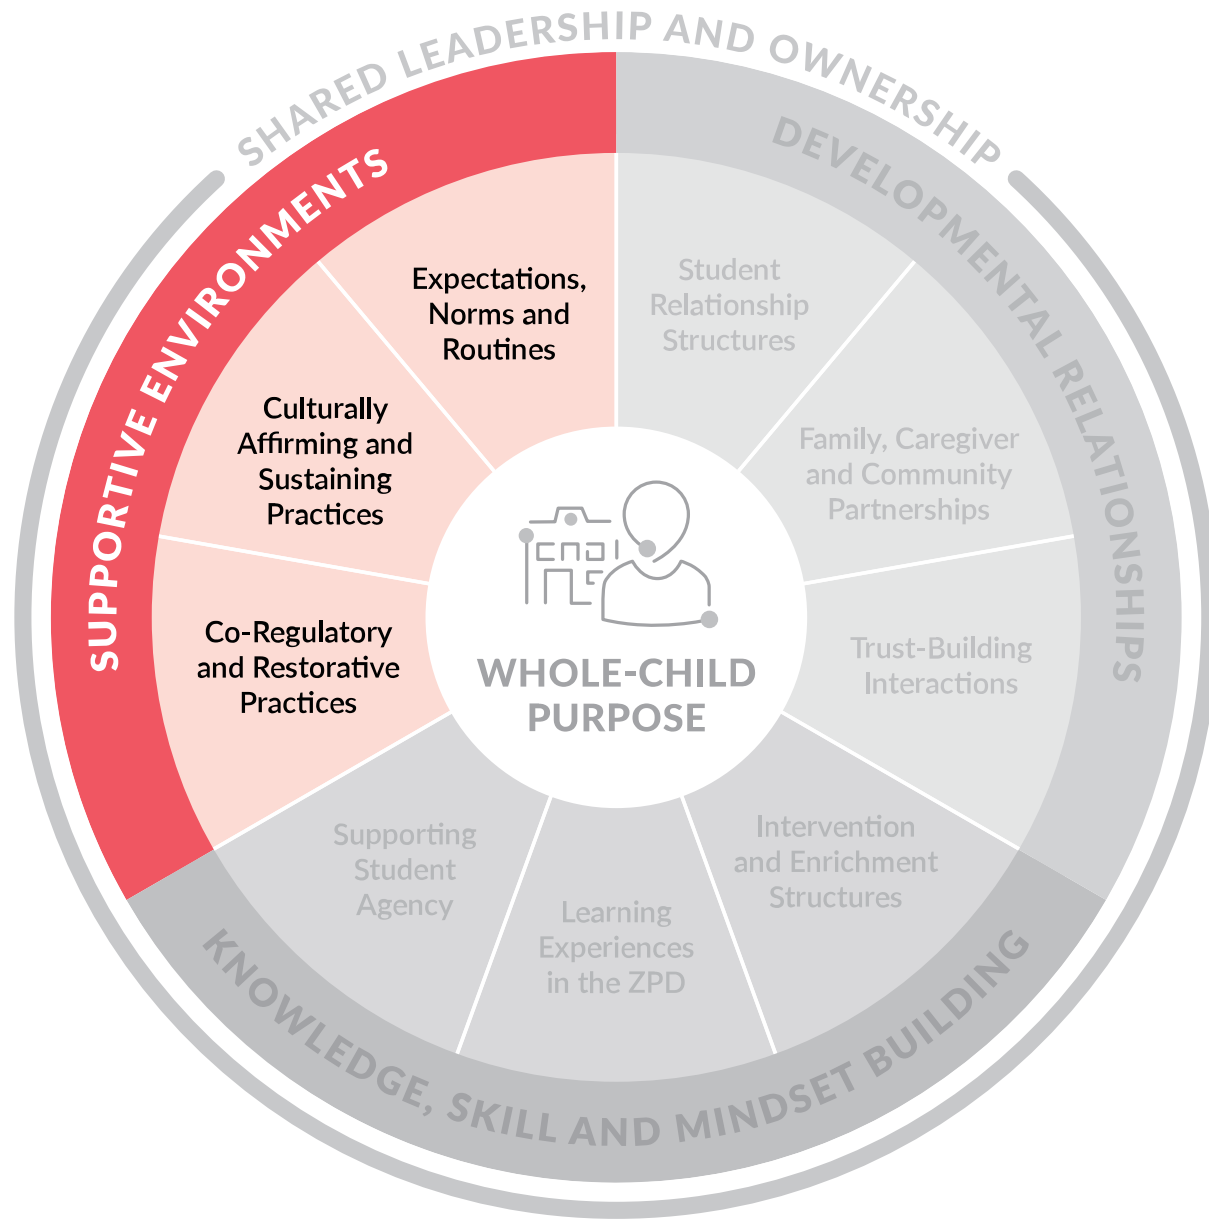 SHARED LEADERSHIP AND OWNERSHIP
SUPPORTIVE ENVIRONMENTS
DEVELOPMENTAL RELATIONSHIPS
KNOWLEDGE, SKILL AND MINDSET BUILDING
Expectations,
Norms and
Routines
Culturally
Affirming and
Sustaining
Practices
Co-Regulatory
and Restorative
Practices
Student
Relationship
Structures
Family, Caregiver
and Community
Partnerships
Trust-Building
Interactions
Intervention
and Enrichment
Structures
Learning
Experiences
in the ZPD
Supporting
Student
Agency
WHOLE-CHILD
PURPOSE